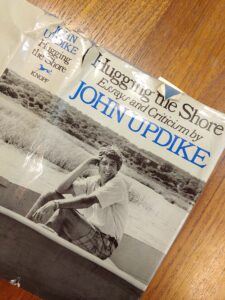 JOHN
UPDIKE
Hugging
the Shore
KNOPF
Hugging the Shore
Essays and Criticism by
JOHN UPDIKE